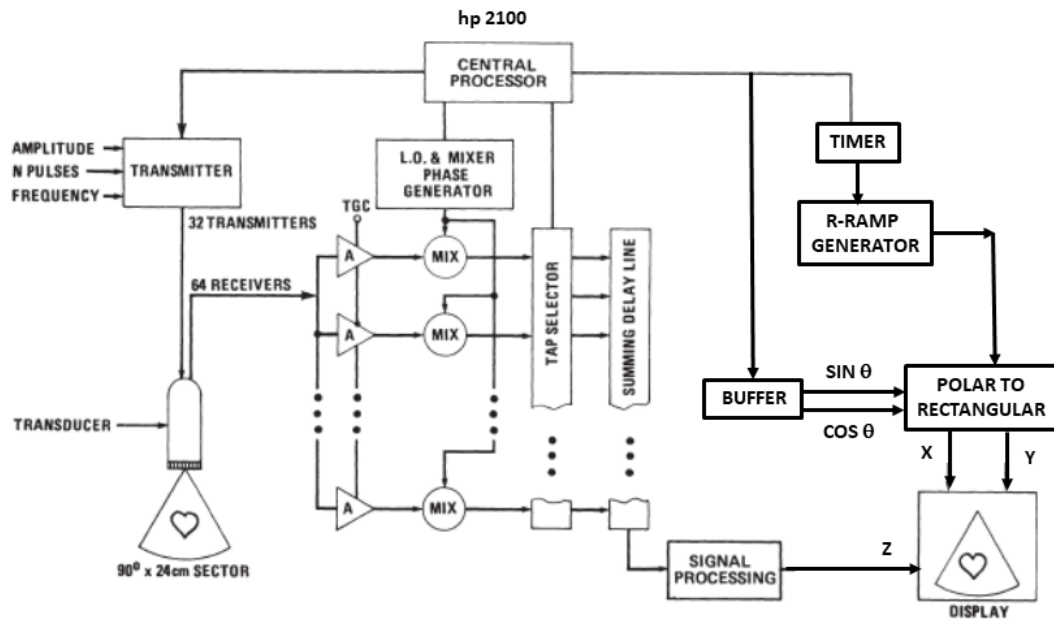 hp 2100
CENTRAL
PROCESSOR
AMPLITUDE
N PULSES
FREQUENCY
TRANSMITTER
L.O. & MIXER
PHASE
GENERATOR
TIMER
R-RAMP
GENERATOR
32 TRANSMITTERS
TGC
64 RECEIVERS
A
MIX
A
MIX
TAP SELECTOR
SUMMING DELAY LINE
BUFFER
SIN θ
COS θ
POLAR TO
RECTANGULAR
X
Y
TRANSDUCER
A
MIX
90° x 24cm SECTOR
SIGNAL
PROCESSING
Z
DISPLAY